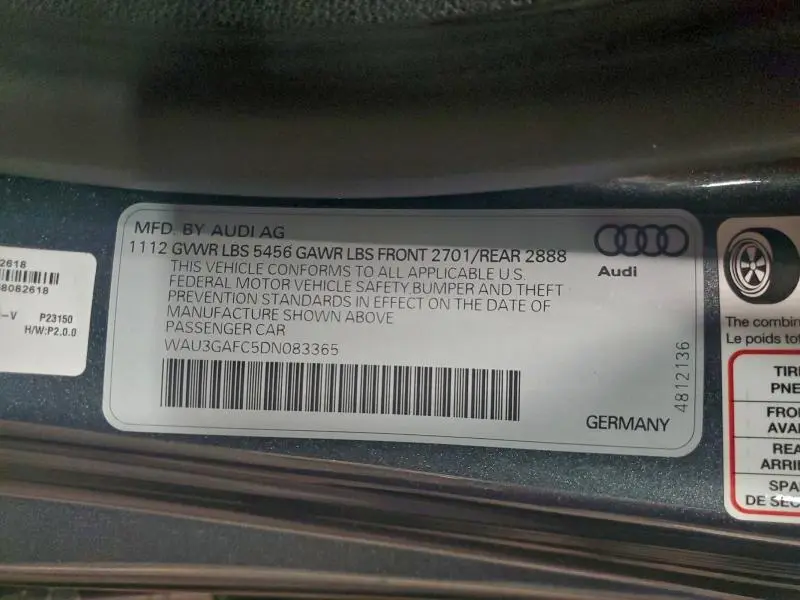 2618
8082618
-V P23150
H/W:P2.0.0
MFD. BY AUDI AG
1112 GVWR LBS 5456 GAWR LBS FRONT 2701/REAR 2888
THIS VEHICLE CONFORMS TO ALL APPLICABLE U.S.
FEDERAL MOTOR VEHICLE SAFETY,BUMPER AND THEFT
PREVENTION STANDARDS IN EFFECT ON THE DATE OF
MANUFACTURE SHOWN ABOVE
PASSENGER CAR
WAU3GAFC5DN083365
Audi
GERMANY
4812136
The combin
Le poids tot
TIR
PNE
FRO
AVA
REA
ARRI
SPA
DE SEC